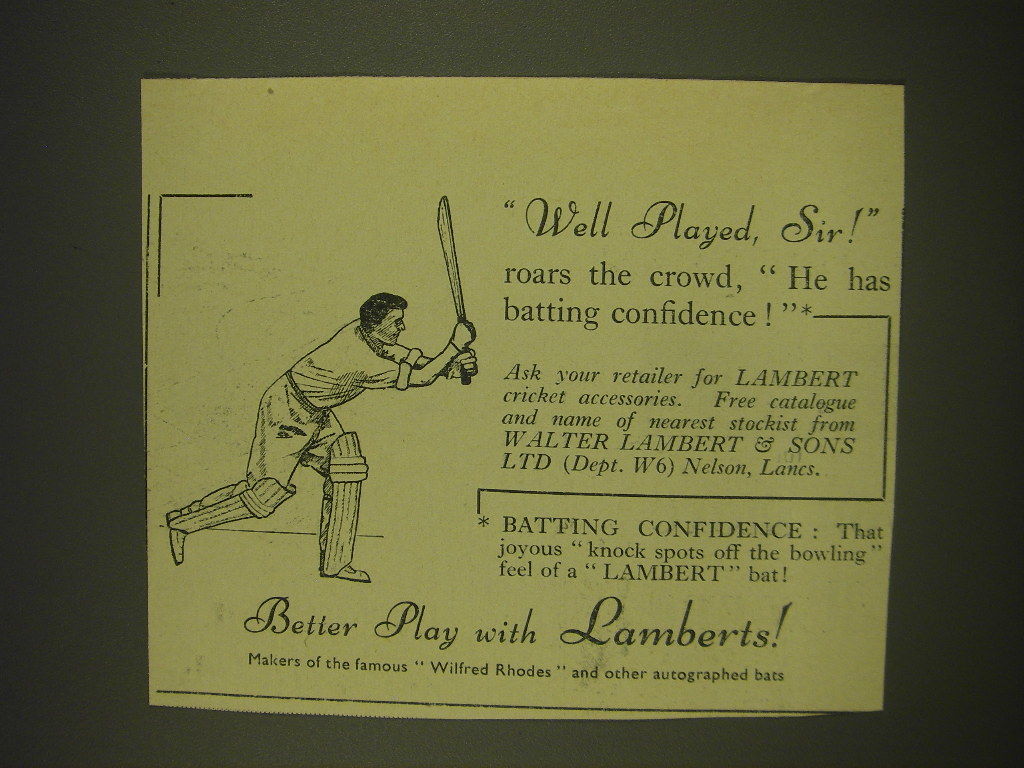 “ Well Played, Sir! ”
roars the crowd, “ He has
batting confidence ! ” *
Ask your retailer for LAMBERT
cricket accessories. Free catalogue
and name of nearest stockist from
WALTER LAMBERT & SONS
LTD (Dept. W6) Nelson, Lancs.
* BATTING CONFIDENCE : That
joyous “ knock spots off the bowling ”
feel of a “ LAMBERT ” bat !
Better Play with Lamberts!
Makers of the famous “ Wilfred Rhodes ” and other autographed bats